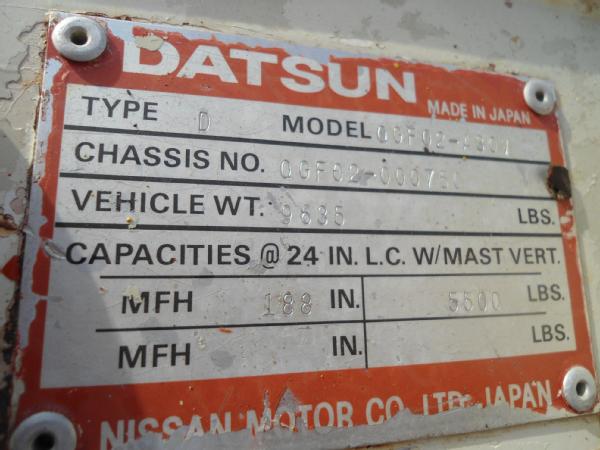 DATSUN
MADE IN JAPAN
TYPE D MODEL
CHASSIS NO.
VEHICLE WT. 9635 LBS.
CAPACITIES @ 24 IN. L.C. W/MAST VERT.
MFH 188 IN. 5500 LBS.
MFH IN. LBS.
NISSAN MOTOR CO. LTD. JAPAN